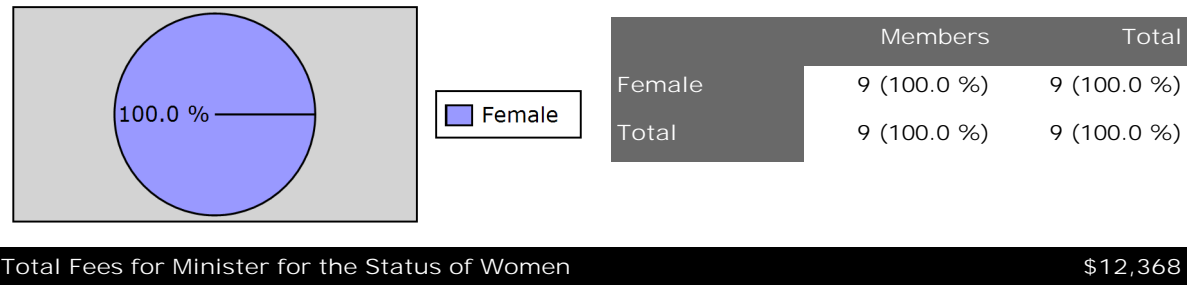 100.0 %
Female
Members Total
Female 9 (100.0 %) 9 (100.0 %)
Total 9 (100.0 %) 9 (100.0 %)
Total Fees for Minister for the Status of Women $12,368